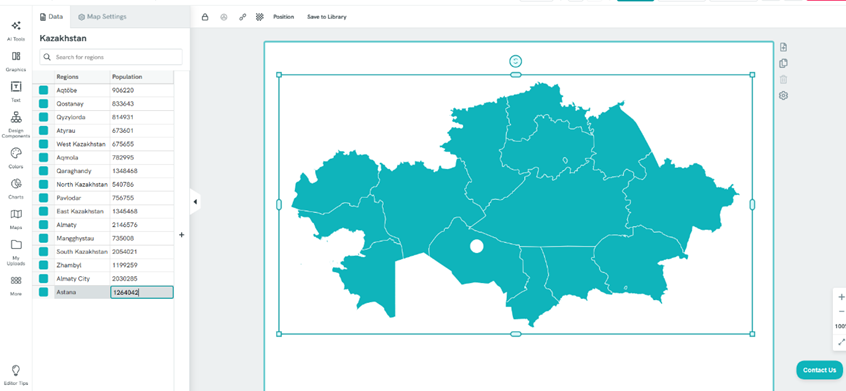 Data Map Settings Position Save to Library
Kazakhstan
Search for regions
Regions Population
Aqtöbe 906220
Qostanay 833643
Qyzylorda 814931
Atyrau 673601
West Kazakhstan 675655
Aqmola 782995
Qaraghandy 1348468
North Kazakhstan 540786
Pavlodar 756755
East Kazakhstan 1345468
Almaty 2146576
Mangghystau 735008
South Kazakhstan 2054021
Zhambyl 1199259
Almaty City 2030285
Astana 1264042
AI Tools
Graphics
Text
Design
Components
Colors
Charts
Maps
My
Uploads
More
Editor Tips
100%
Contact Us